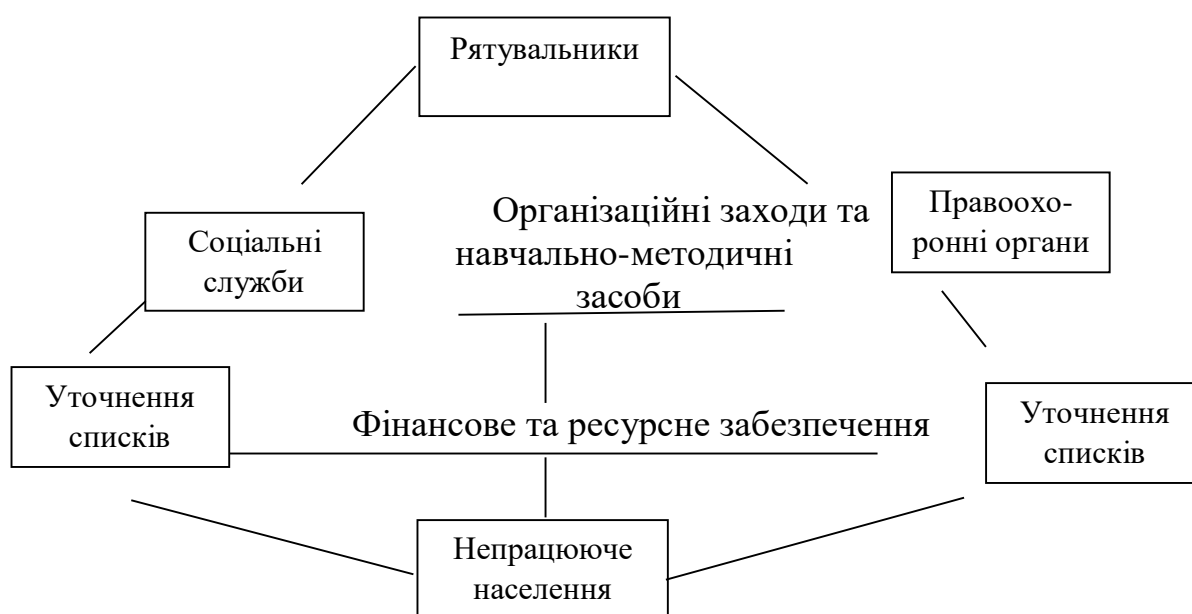 Рятувальники
Організаційні заходи та
навчально-методичні
засоби
Правоохо-
ронні органи
Соціальні
служби
Уточнення
списків
Фінансове та ресурсне забезпечення
Уточнення
списків
Непрацююче
населення